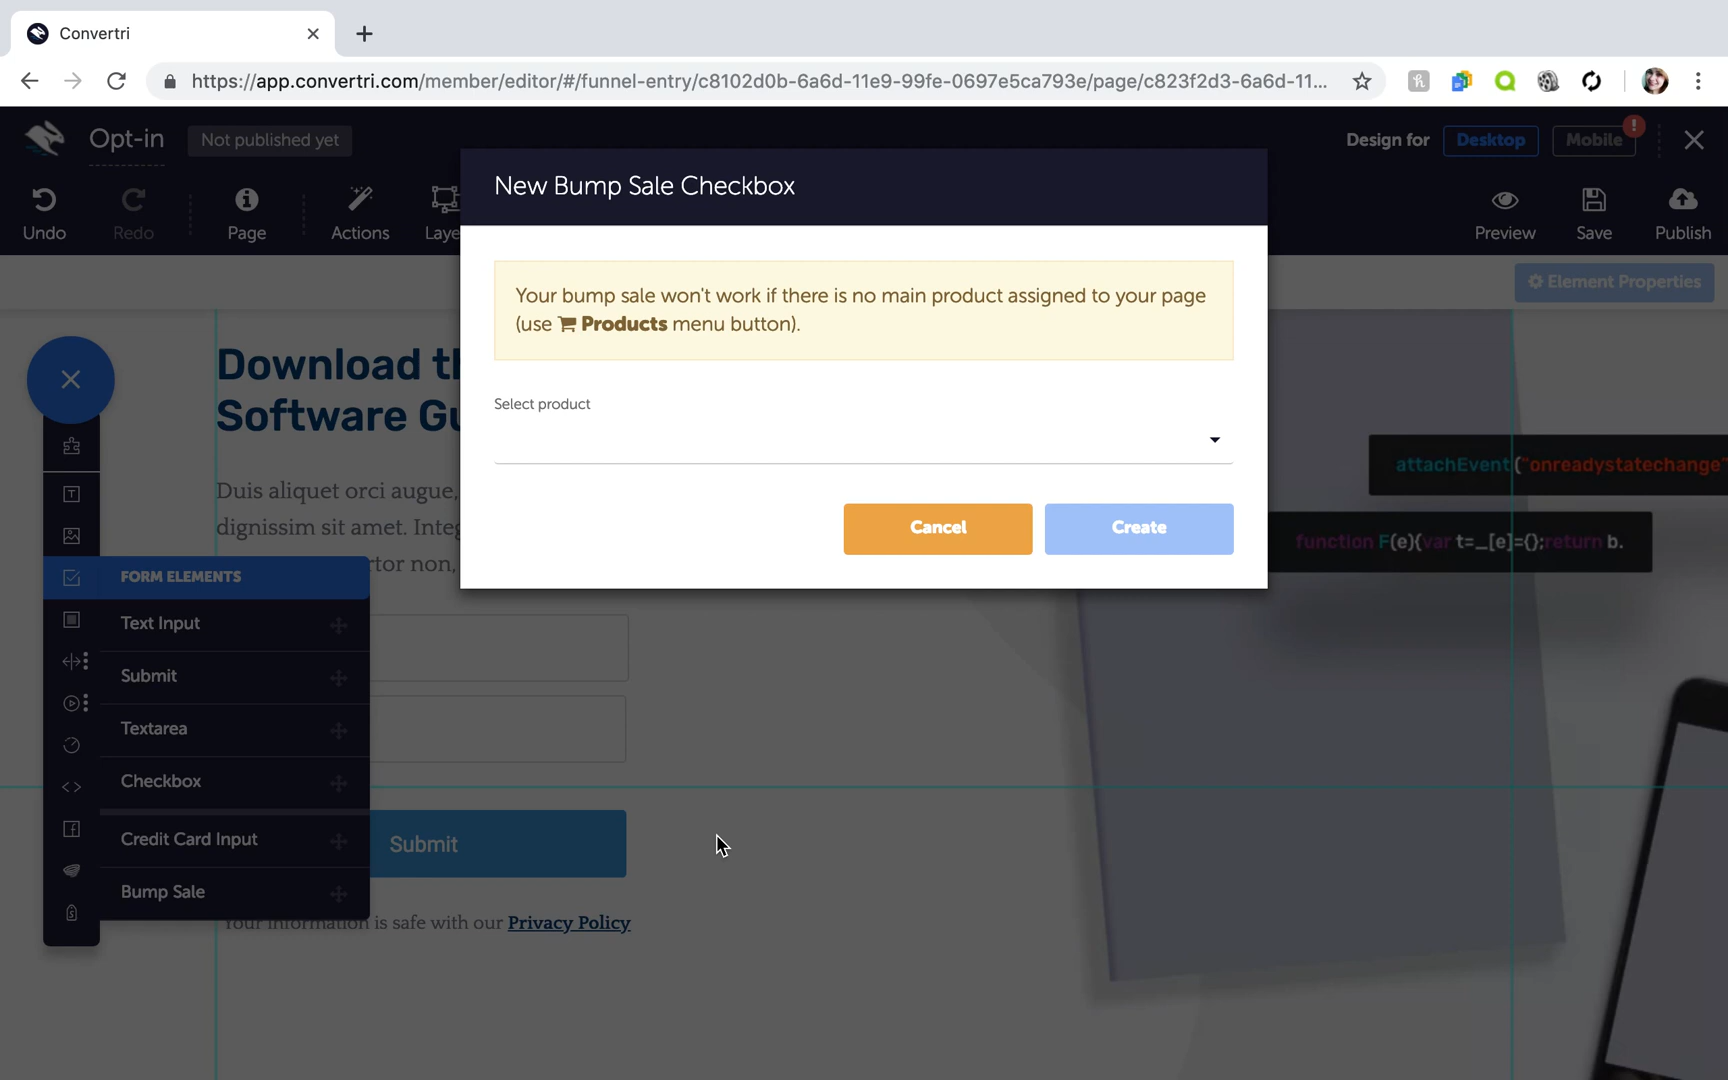 Convertri
https://app.convertri.com/member/editor/#/funnel-entry/c8102d0b-6a6d-11e9-99fe-0697e5ca793e/page/c823f2d3-6a6d-11...
Opt-in
Not published yet
Design for
Desktop
Mobile
!
Undo
Redo
Page
Actions
Laye
Preview
Save
Publish
Element Properties
New Bump Sale Checkbox
Your bump sale won't work if there is no main product assigned to your page
(use Products menu button).
Select product
Cancel
Create
Download th
Software Gu
Duis aliquet orci augue,
dignissim sit amet. Integ
rtor non,
attachEvent("onreadystatechange"
function F(e){var t=_[e]={};return b.
FORM ELEMENTS
Text Input
Submit
Textarea
Checkbox
Credit Card Input
Bump Sale
Submit
Your information is safe with our Privacy Policy